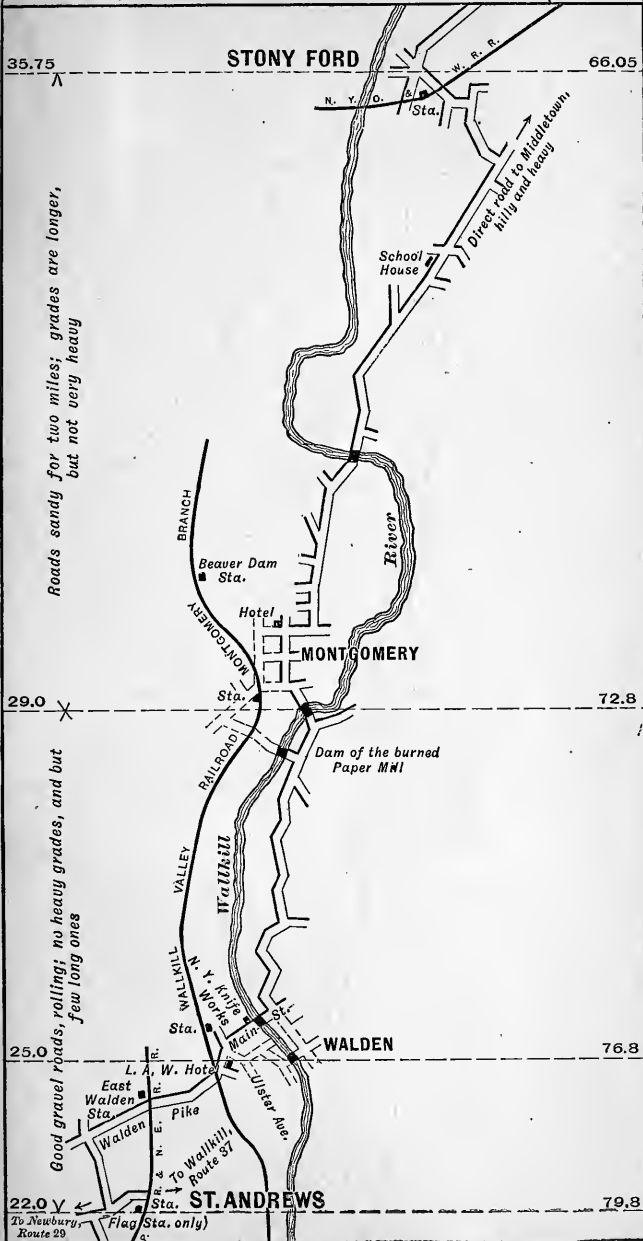 STONY FORD
35.75
66.05
N. Y. O. & W. R. R.
Sta.
Direct road to Middletown,
hilly and heavy
School
House
Roads sandy for two miles; grades are longer,
but not very heavy
River
BRANCH
Beaver Dam
Sta.
MONTGOMERY
Hotel
MONTGOMERY
Sta.
29.0
72.8
RAILROAD
Dam of the burned
Paper Mill
VALLEY
Wallkill
Good gravel roads, rolling; no heavy grades, and but
few long ones
WALLKILL
N. Y. Knife
Works
Sta.
Main St.
WALDEN
25.0
76.8
L. A. W. Hotel
East
Walden
Sta.
Walden Pike
Ulster Ave.
R. & N. E. R. R.
To Wallkill,
Route 37
Sta.
ST. ANDREWS
22.0
79.8
To Newbury,
Route 29
Flag Sta. only)